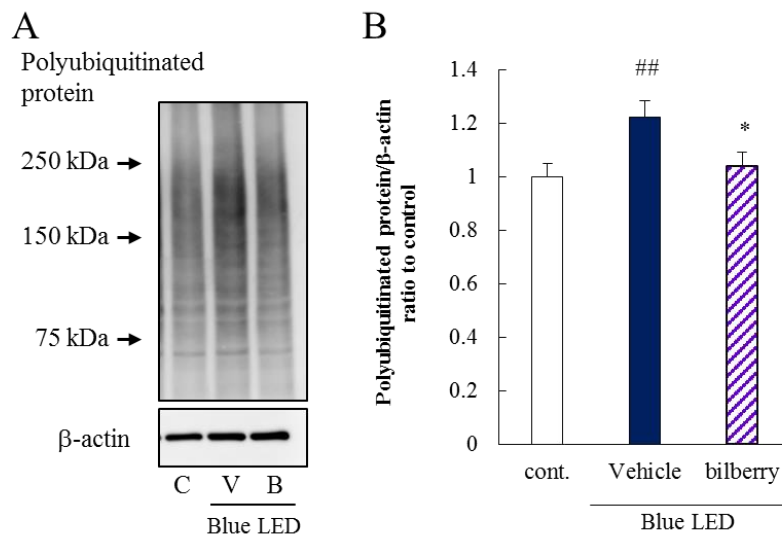 A
Polyubiquitinated
protein
250 kDa
150 kDa
75 kDa
β-actin
C V B
Blue LED
B
Polyubiquitinated protein/β-actin
ratio to control
1.4
1.2
1
0.8
0.6
0.4
0.2
0
##
*
cont. Vehicle bilberry
Blue LED